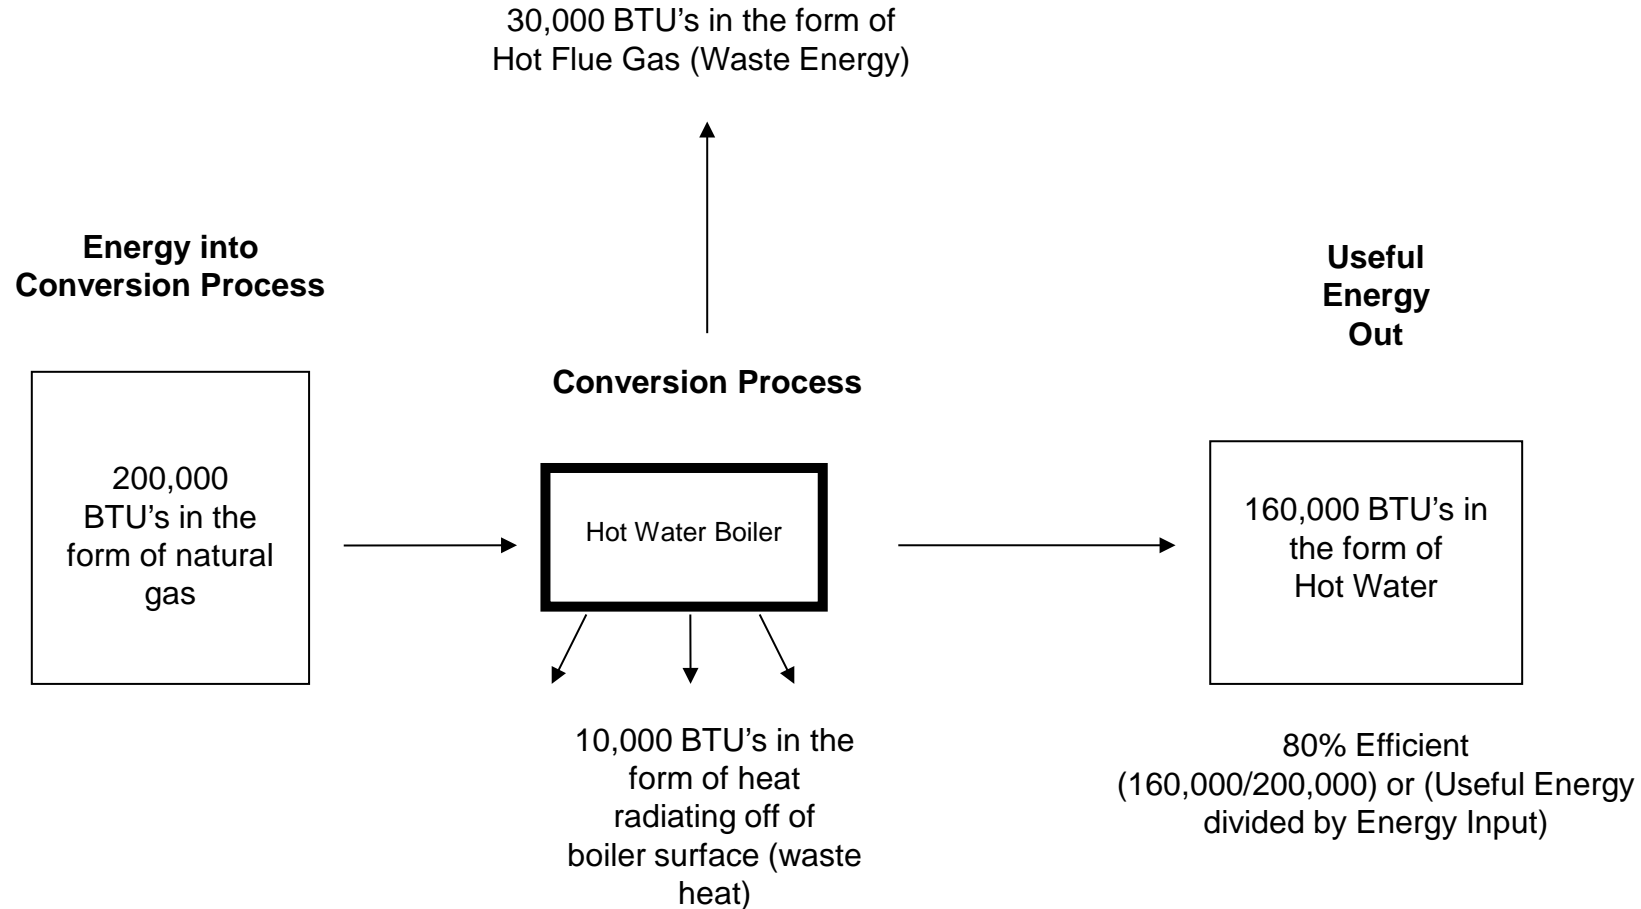 30,000 BTU’s in the form of
Hot Flue Gas (Waste Energy)
Energy into
Conversion Process
Useful
Energy
Out
Conversion Process
200,000
BTU’s in the
form of natural
gas
Hot Water Boiler
160,000 BTU’s in
the form of
Hot Water
10,000 BTU’s in the
form of heat
radiating off of
boiler surface (waste
heat)
80% Efficient
(160,000/200,000) or (Useful Energy
divided by Energy Input)